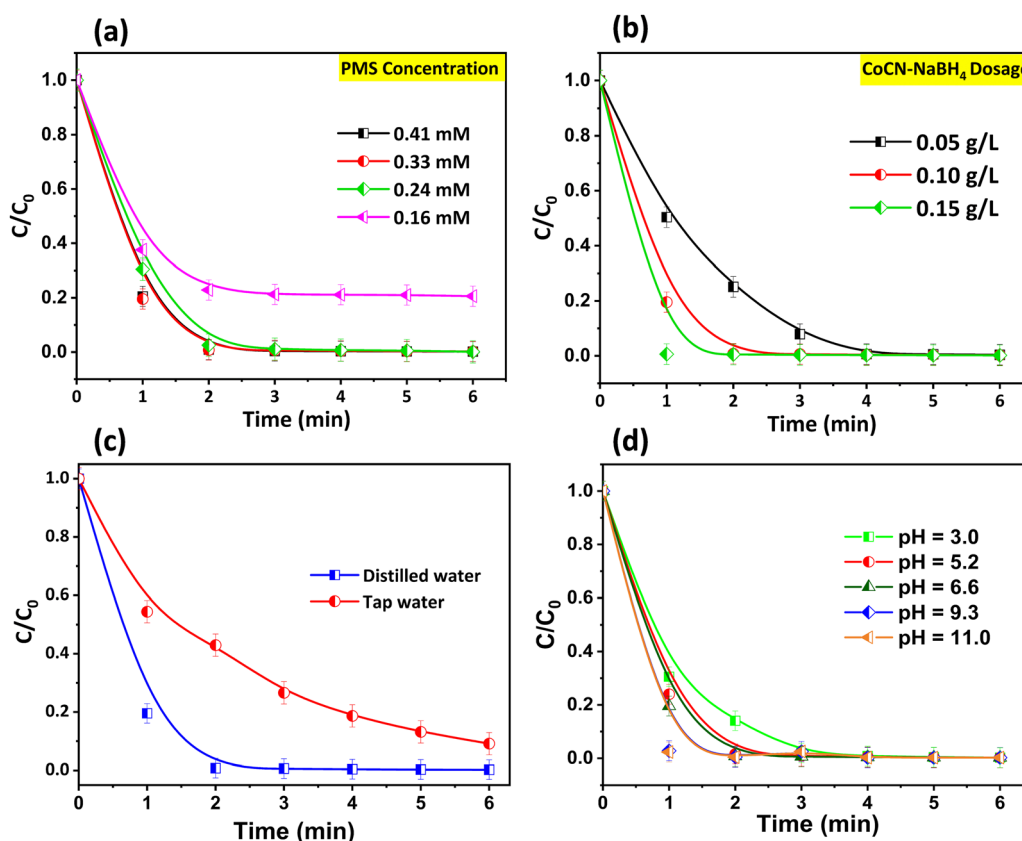 (a)
PMS Concentration
0.41 mM
0.33 mM
0.24 mM
0.16 mM
C/C0
1.0
0.8
0.6
0.4
0.2
0.0
0 1 2 3 4 5 6
Time (min)
(b)
CoCN-NaBH4 Dosage
0.05 g/L
0.10 g/L
0.15 g/L
C/C0
1.0
0.8
0.6
0.4
0.2
0.0
0 1 2 3 4 5 6
Time (min)
(c)
Distilled water
Tap water
C/C0
1.0
0.8
0.6
0.4
0.2
0.0
0 1 2 3 4 5 6
Time (min)
(d)
pH = 3.0
pH = 5.2
pH = 6.6
pH = 9.3
pH = 11.0
C/C0
1.0
0.8
0.6
0.4
0.2
0.0
0 1 2 3 4 5 6
Time (min)